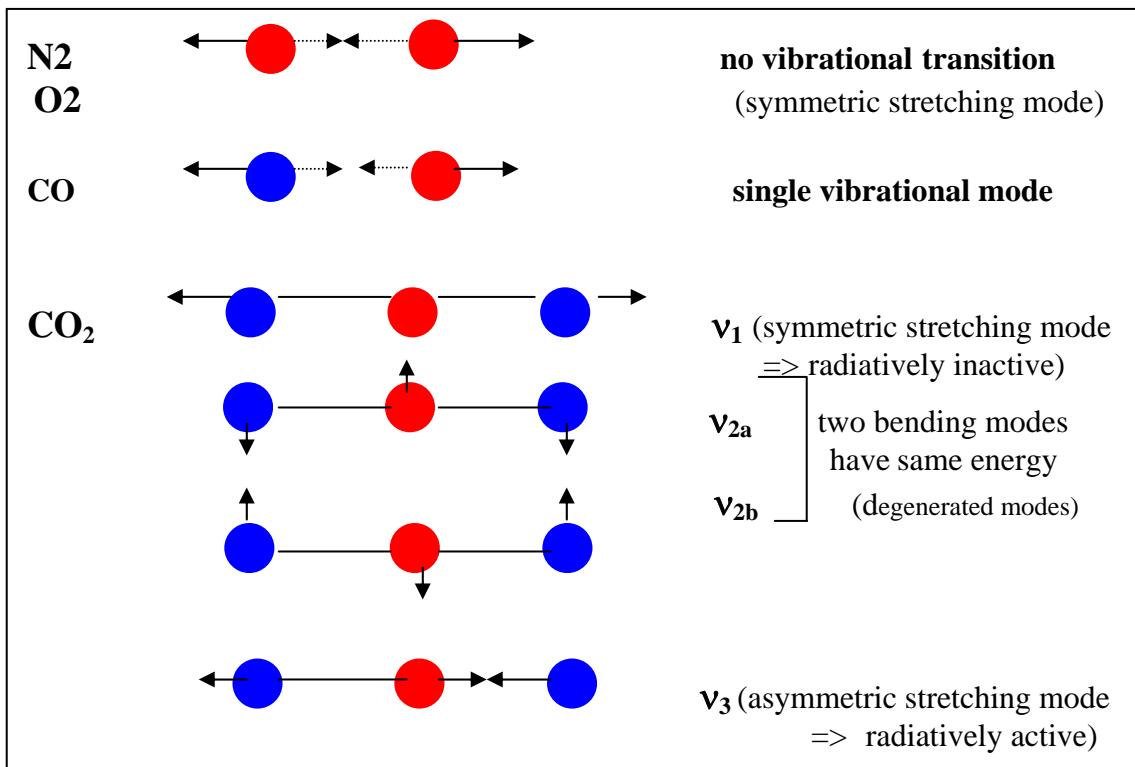 N2 no vibrational transition
O2 (symmetric stretching mode)
CO single vibrational mode
CO₂ ν₁ (symmetric stretching mode
=> radiatively inactive)
ν₂ₐ two bending modes
have same energy
ν₂b (degenerated modes)
ν₃ (asymmetric stretching mode
=> radiatively active)